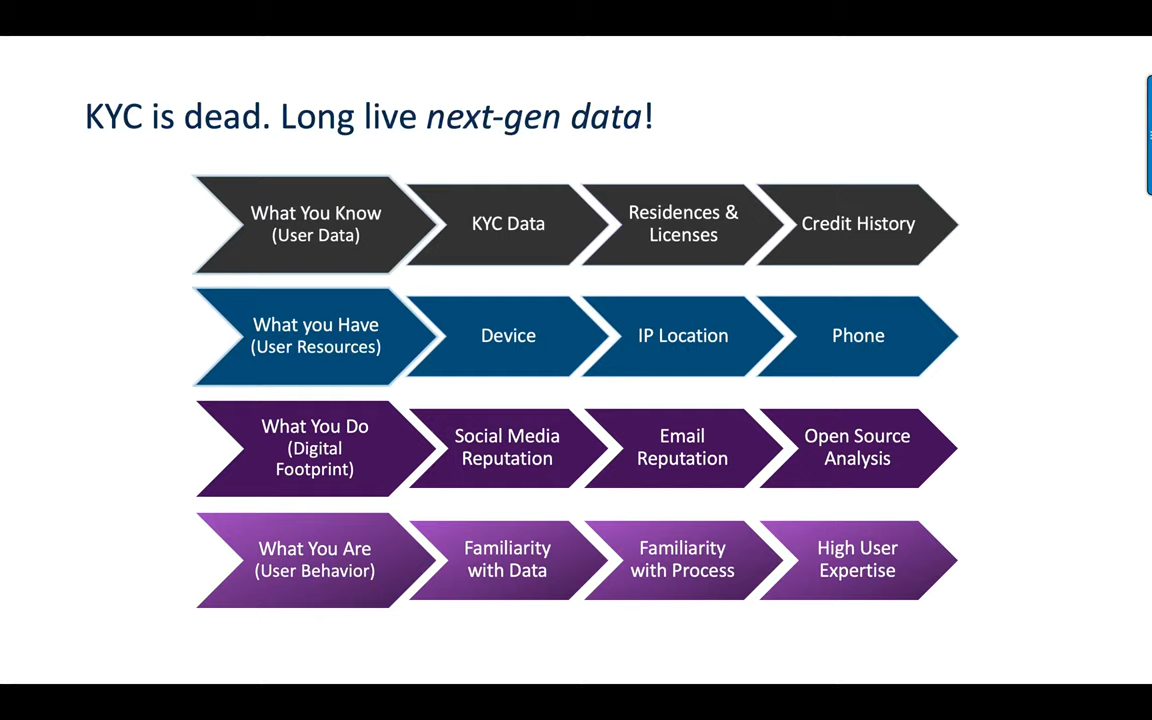 KYC is dead. Long live next-gen data!
What You Know
(User Data)
KYC Data
Residences &
Licenses
Credit History
What you Have
(User Resources)
Device
IP Location
Phone
What You Do
(Digital
Footprint)
Social Media
Reputation
Email
Reputation
Open Source
Analysis
What You Are
(User Behavior)
Familiarity
with Data
Familiarity
with Process
High User
Expertise